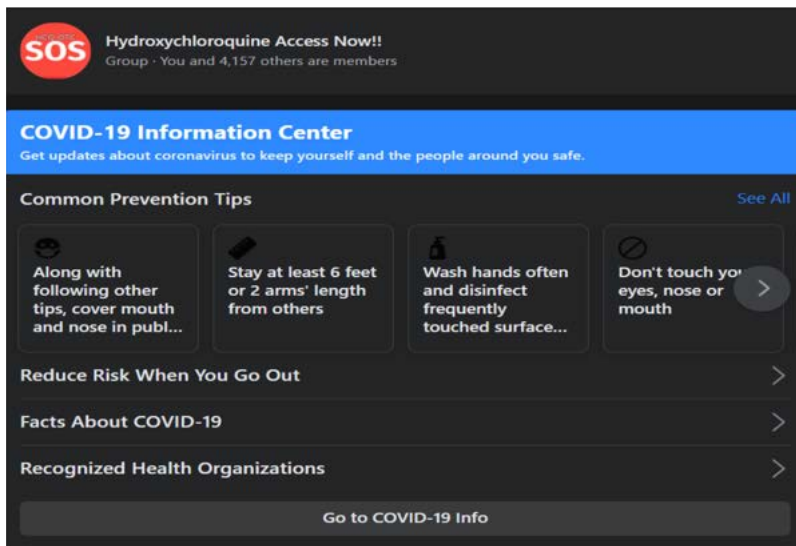 HCQ OTC
SOS
Hydroxychloroquine Access Now!!
Group · You and 4,157 others are members
COVID-19 Information Center
Get updates about coronavirus to keep yourself and the people around you safe.
Common Prevention Tips
See All
Along with
following other
tips, cover mouth
and nose in publ...
Stay at least 6 feet
or 2 arms' length
from others
Wash hands often
and disinfect
frequently
touched surface...
Don't touch your
eyes, nose or
mouth
Reduce Risk When You Go Out
Facts About COVID-19
Recognized Health Organizations
Go to COVID-19 Info